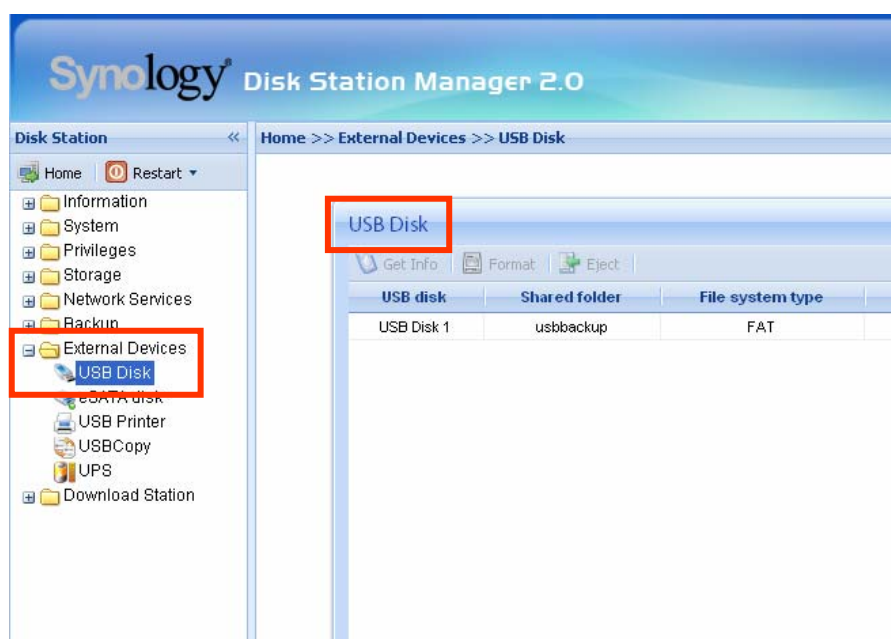 Synology Disk Station Manager 2.0
Disk Station «
Home >> External Devices >> USB Disk
Home Restart
Information
System
Privileges
Storage
Network Services
Backup
External Devices
USB Disk
eSATA disk
USB Printer
USBCopy
UPS
Download Station
USB Disk
Get Info Format Eject
USB disk Shared folder File system type
USB Disk 1 usbbackup FAT